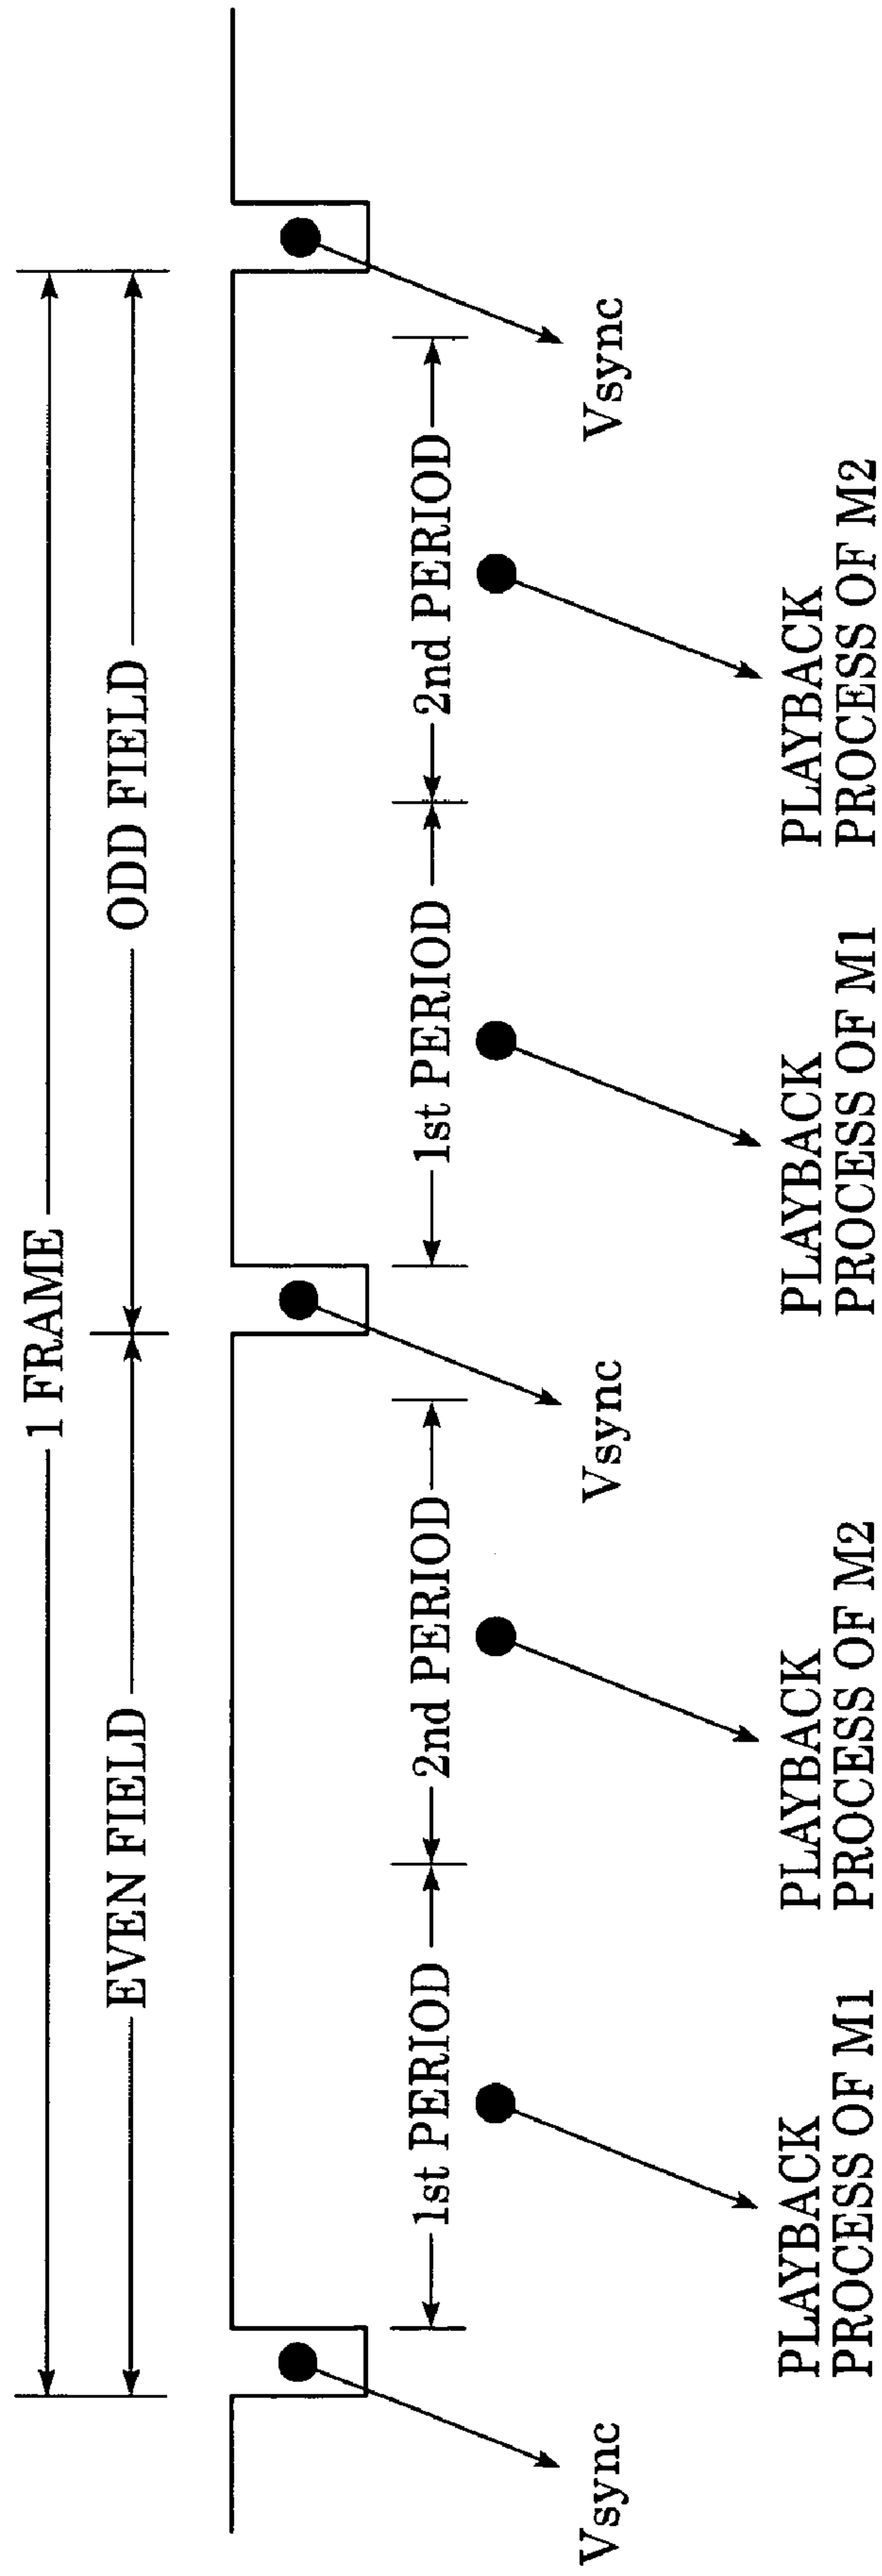 1 FRAME
EVEN FIELD
ODD FIELD
1st PERIOD
2nd PERIOD
1st PERIOD
2nd PERIOD
Vsync
Vsync
Vsync
PLAYBACK
PROCESS OF M1
PLAYBACK
PROCESS OF M2
PLAYBACK
PROCESS OF M1
PLAYBACK
PROCESS OF M2